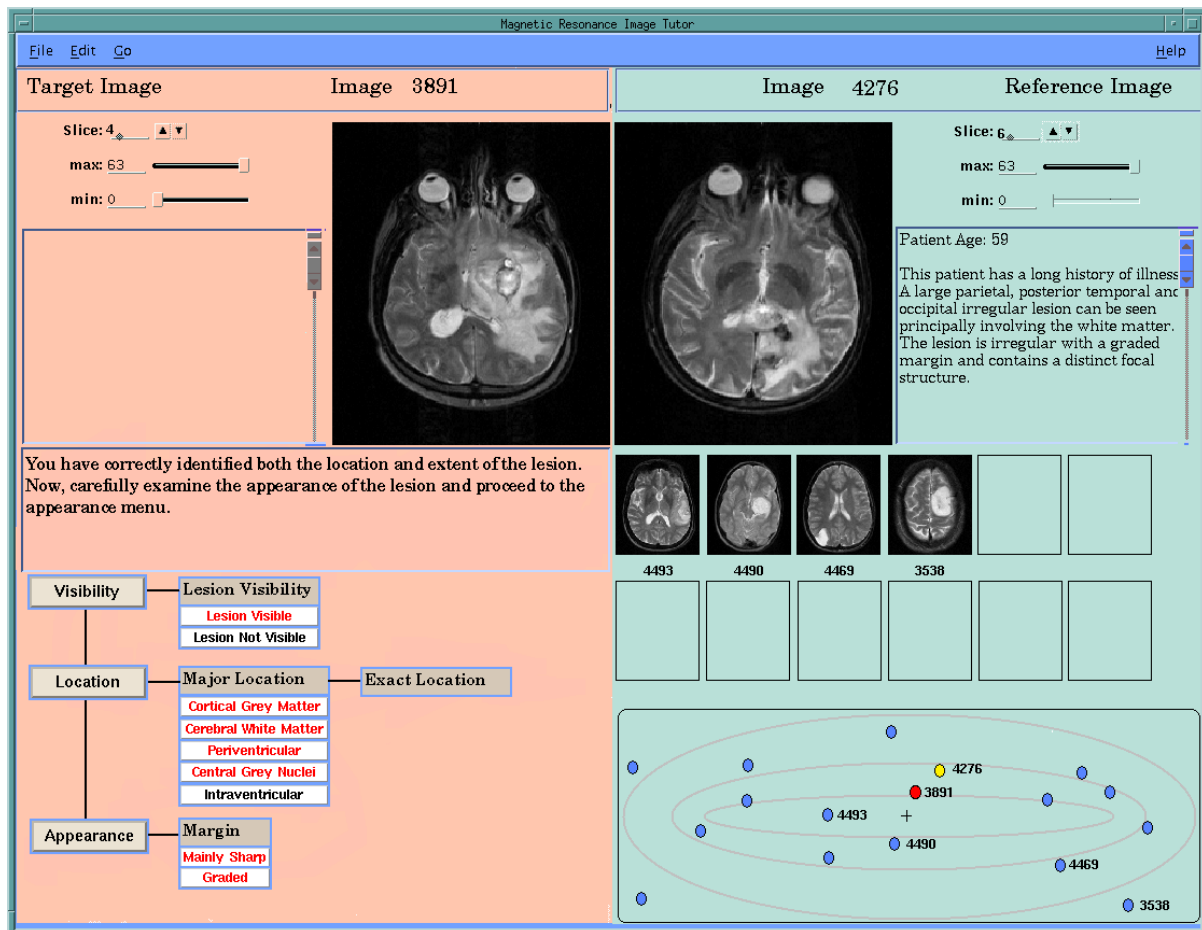 Magnetic Resonance Image Tutor
File Edit Go Help
Target Image Image 3891
Image 4276 Reference Image
Slice: 4
max: 63
min: 0
Slice: 6
max: 63
min: 0
Patient Age: 59
This patient has a long history of illness
A large parietal, posterior temporal and
occipital irregular lesion can be seen
principally involving the white matter.
The lesion is irregular with a graded
margin and contains a distinct focal
structure.
You have correctly identified both the location and extent of the lesion.
Now, carefully examine the appearance of the lesion and proceed to the
appearance menu.
4493 4490 4469 3538
Visibility
Lesion Visibility
Lesion Visible
Lesion Not Visible
Location
Major Location
Exact Location
Cortical Grey Matter
Cerebral White Matter
Periventricular
Central Grey Nuclei
Intraventricular
Appearance
Margin
Mainly Sharp
Graded
4276
3891
4493
4490
4469
3538